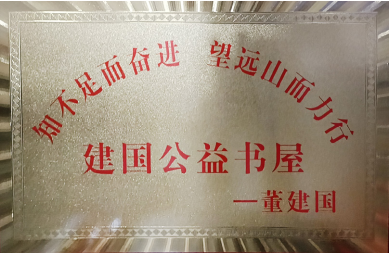 知不足而奋进 望远山而力行
建国公益书屋
—董建国